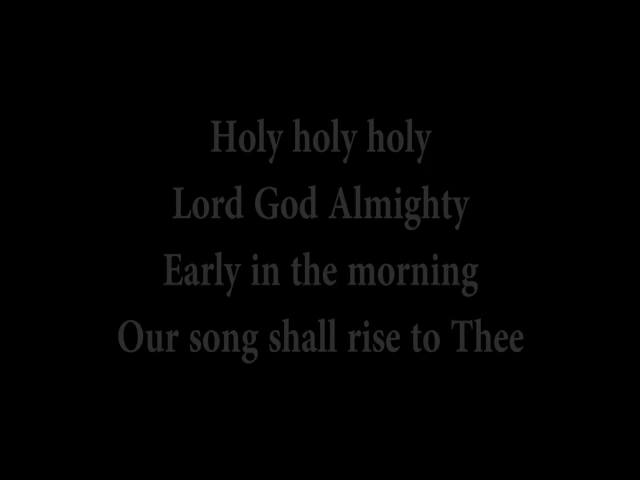 Holy holy holy
Lord God Almighty
Early in the morning
Our song shall rise to Thee